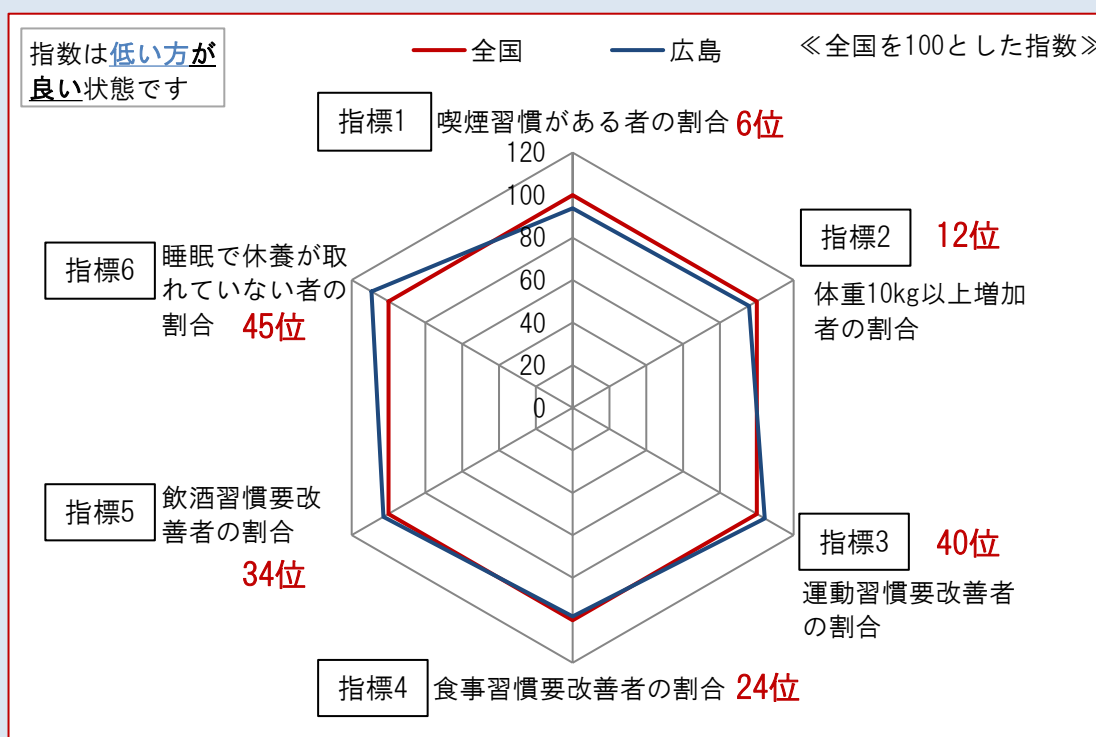 指数は低い方が
良い状態です
全国
広島
≪全国を100とした指数≫
指標1 喫煙習慣がある者の割合 6位
120
100
80
60
40
20
0
指標2 12位
体重10kg以上増加
者の割合
指標3 40位
運動習慣要改善者
の割合
指標4 食事習慣要改善者の割合 24位
指標5 飲酒習慣要改
善者の割合
34位
指標6 睡眠で休養が取
れていない者の
割合 45位